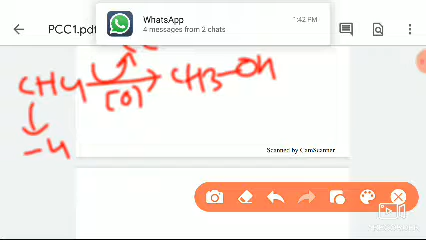 WhatsApp
1:42 PM
4 messages from 2 chats
PCC1.pdf
CH4 [O] CH3-OH
-4
Scanned by CamScanner